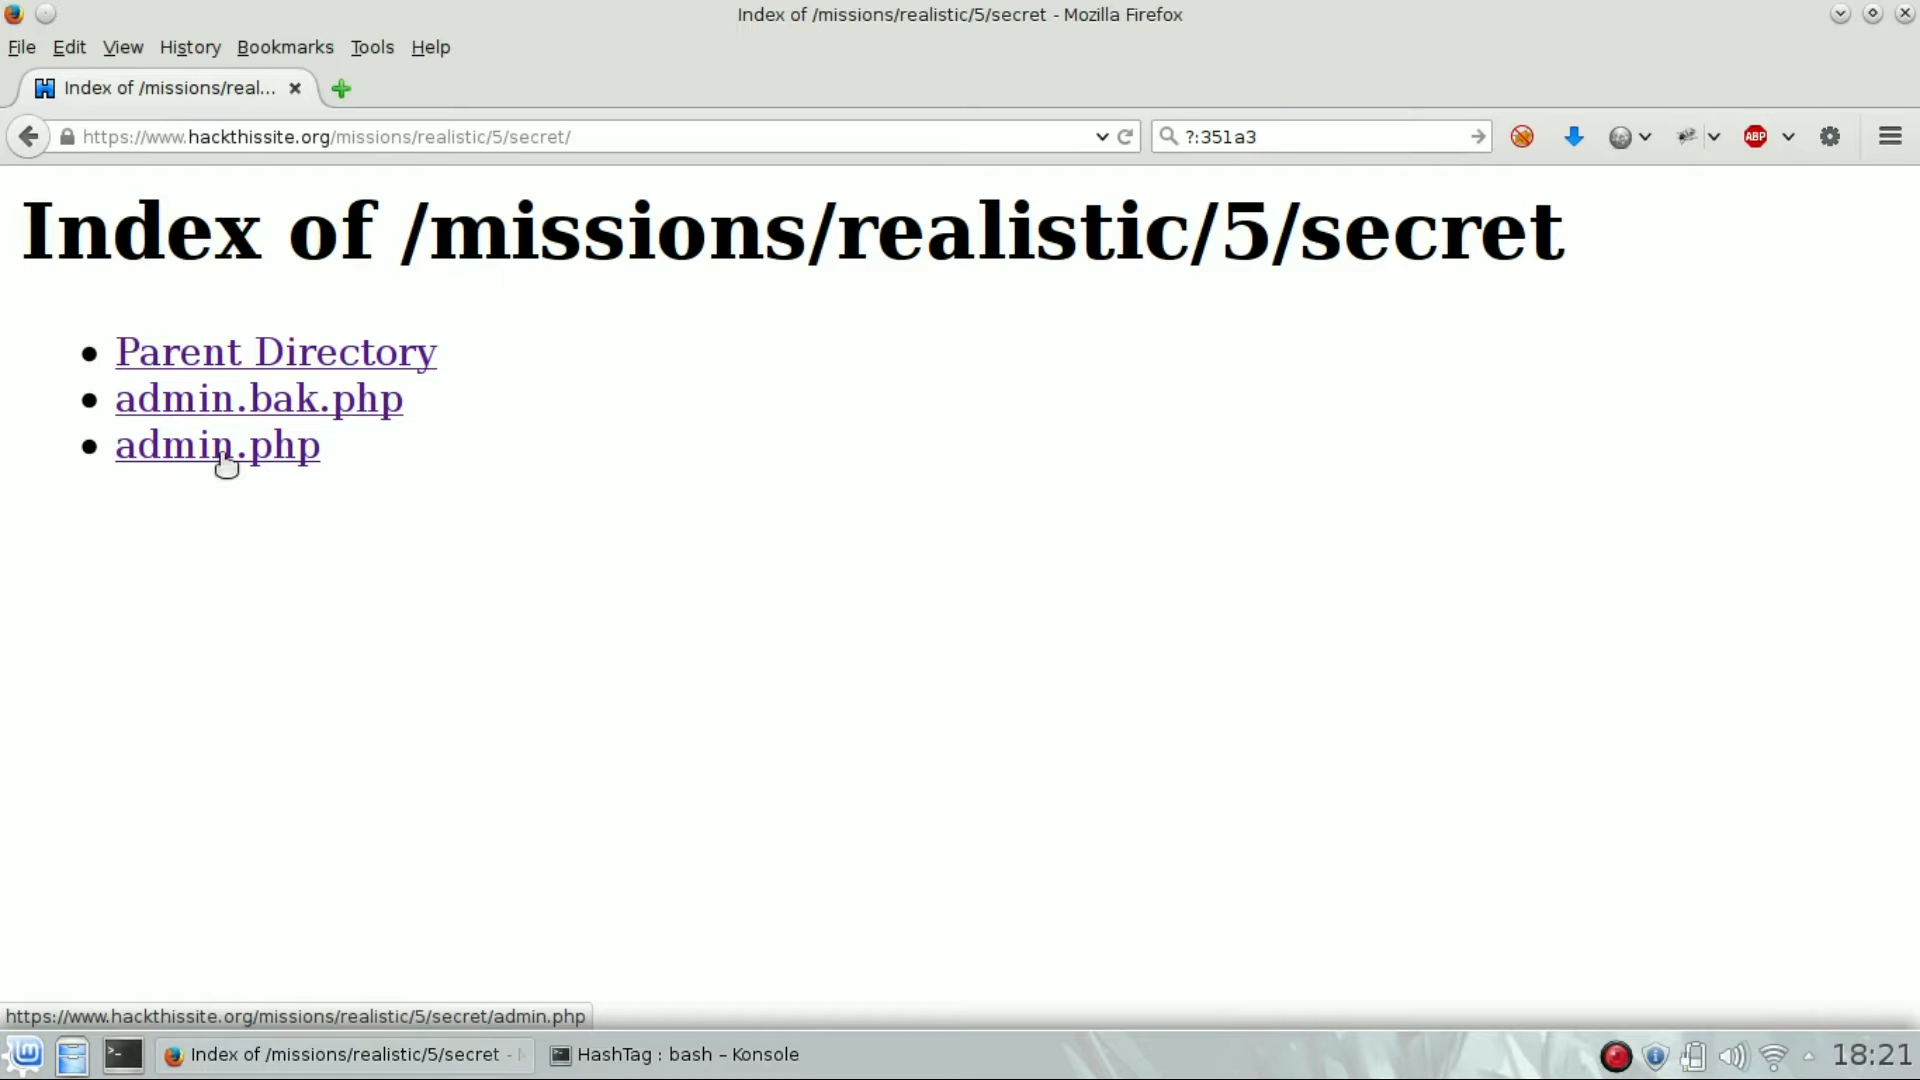 Index of /missions/realistic/5/secret - Mozilla Firefox
File Edit View History Bookmarks Tools Help
Index of /missions/real...
https://www.hackthissite.org/missions/realistic/5/secret/
?:351a3
ABP
Index of /missions/realistic/5/secret
Parent Directory
admin.bak.php
admin.php
https://www.hackthissite.org/missions/realistic/5/secret/admin.php
Index of /missions/realistic/5/secret -
HashTag : bash – Konsole
18:21